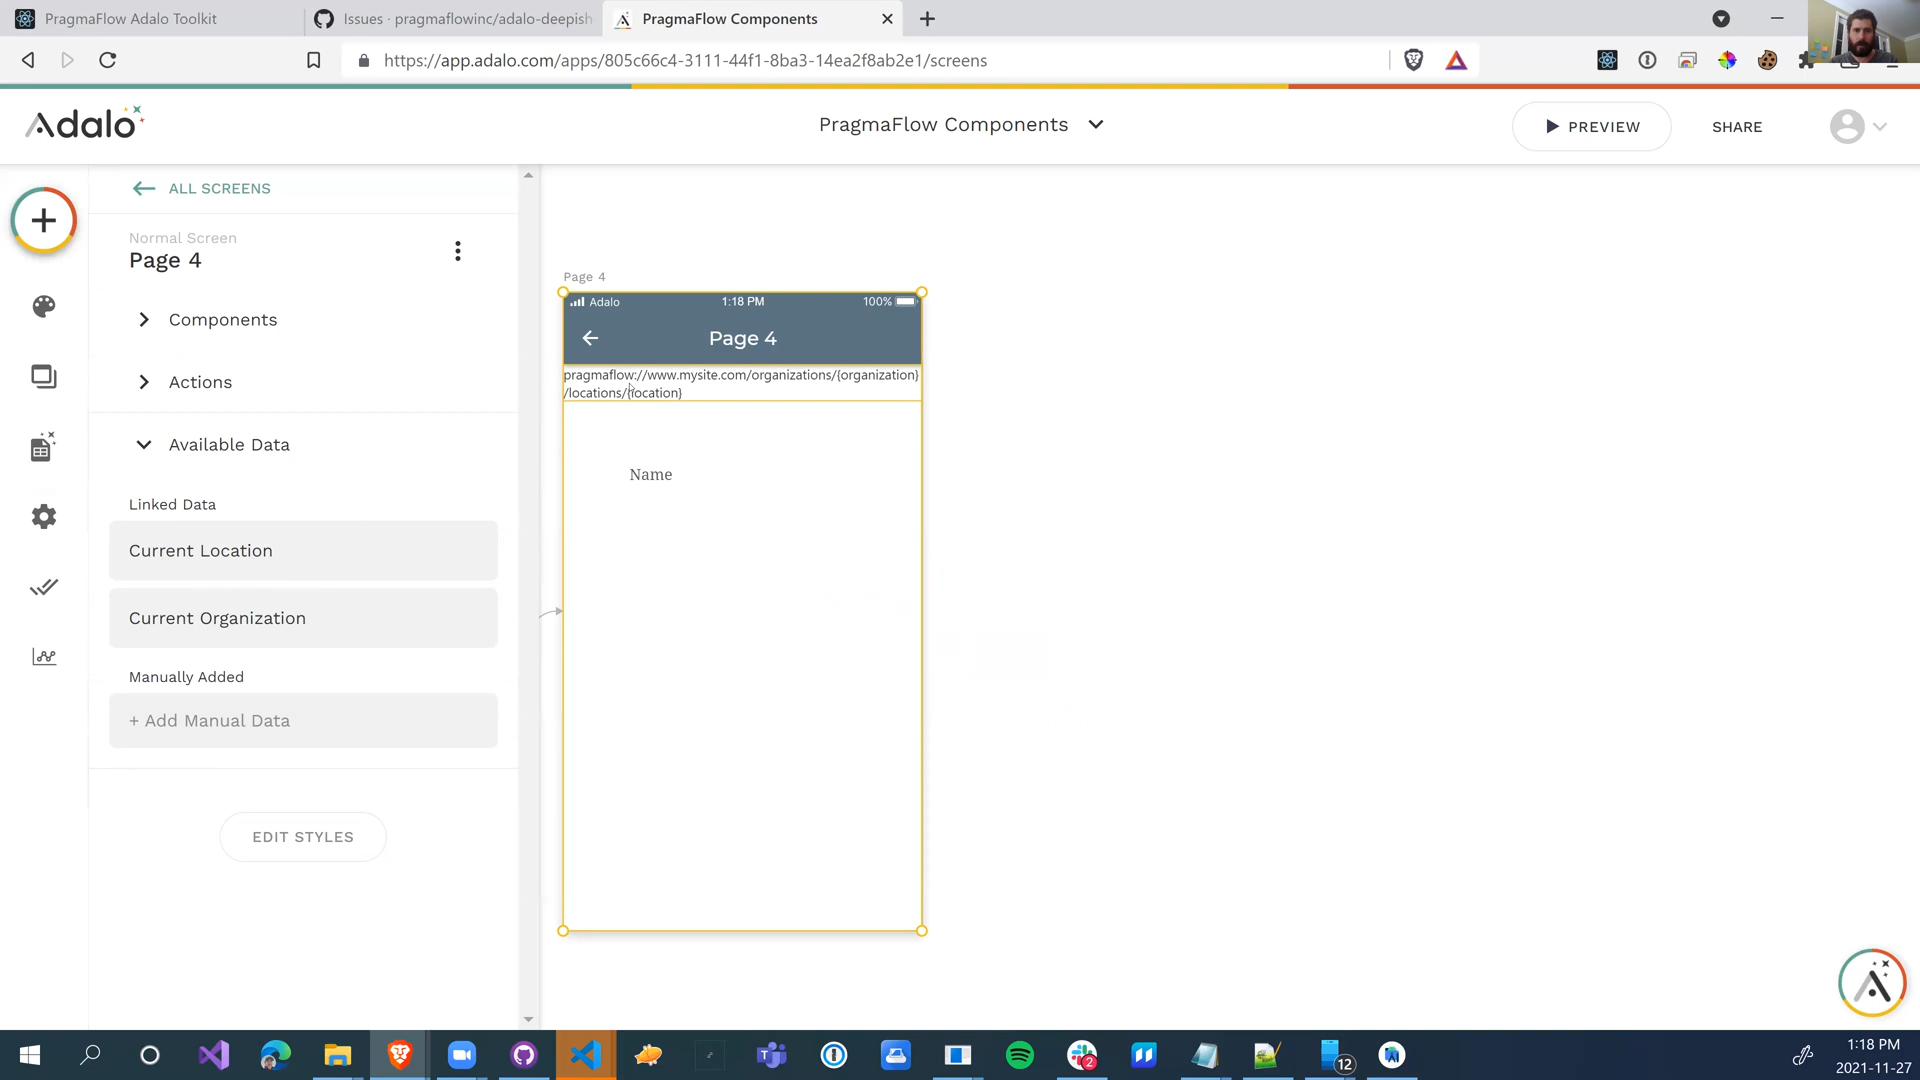 PragmaFlow Adalo Toolkit
Issues · pragmaflowinc/adalo-deepish
PragmaFlow Components
https://app.adalo.com/apps/805c66c4-3111-44f1-8ba3-14ea2f8ab2e1/screens
Adalo
PragmaFlow Components
PREVIEW
SHARE
ALL SCREENS
Normal Screen
Page 4
Components
Actions
Available Data
Linked Data
Current Location
Current Organization
Manually Added
+ Add Manual Data
EDIT STYLES
Page 4
Adalo
1:18 PM
100%
Page 4
pragmaflow://www.mysite.com/organizations/{organization}
/locations/{location}
Name
2
12
1:18 PM
2021-11-27